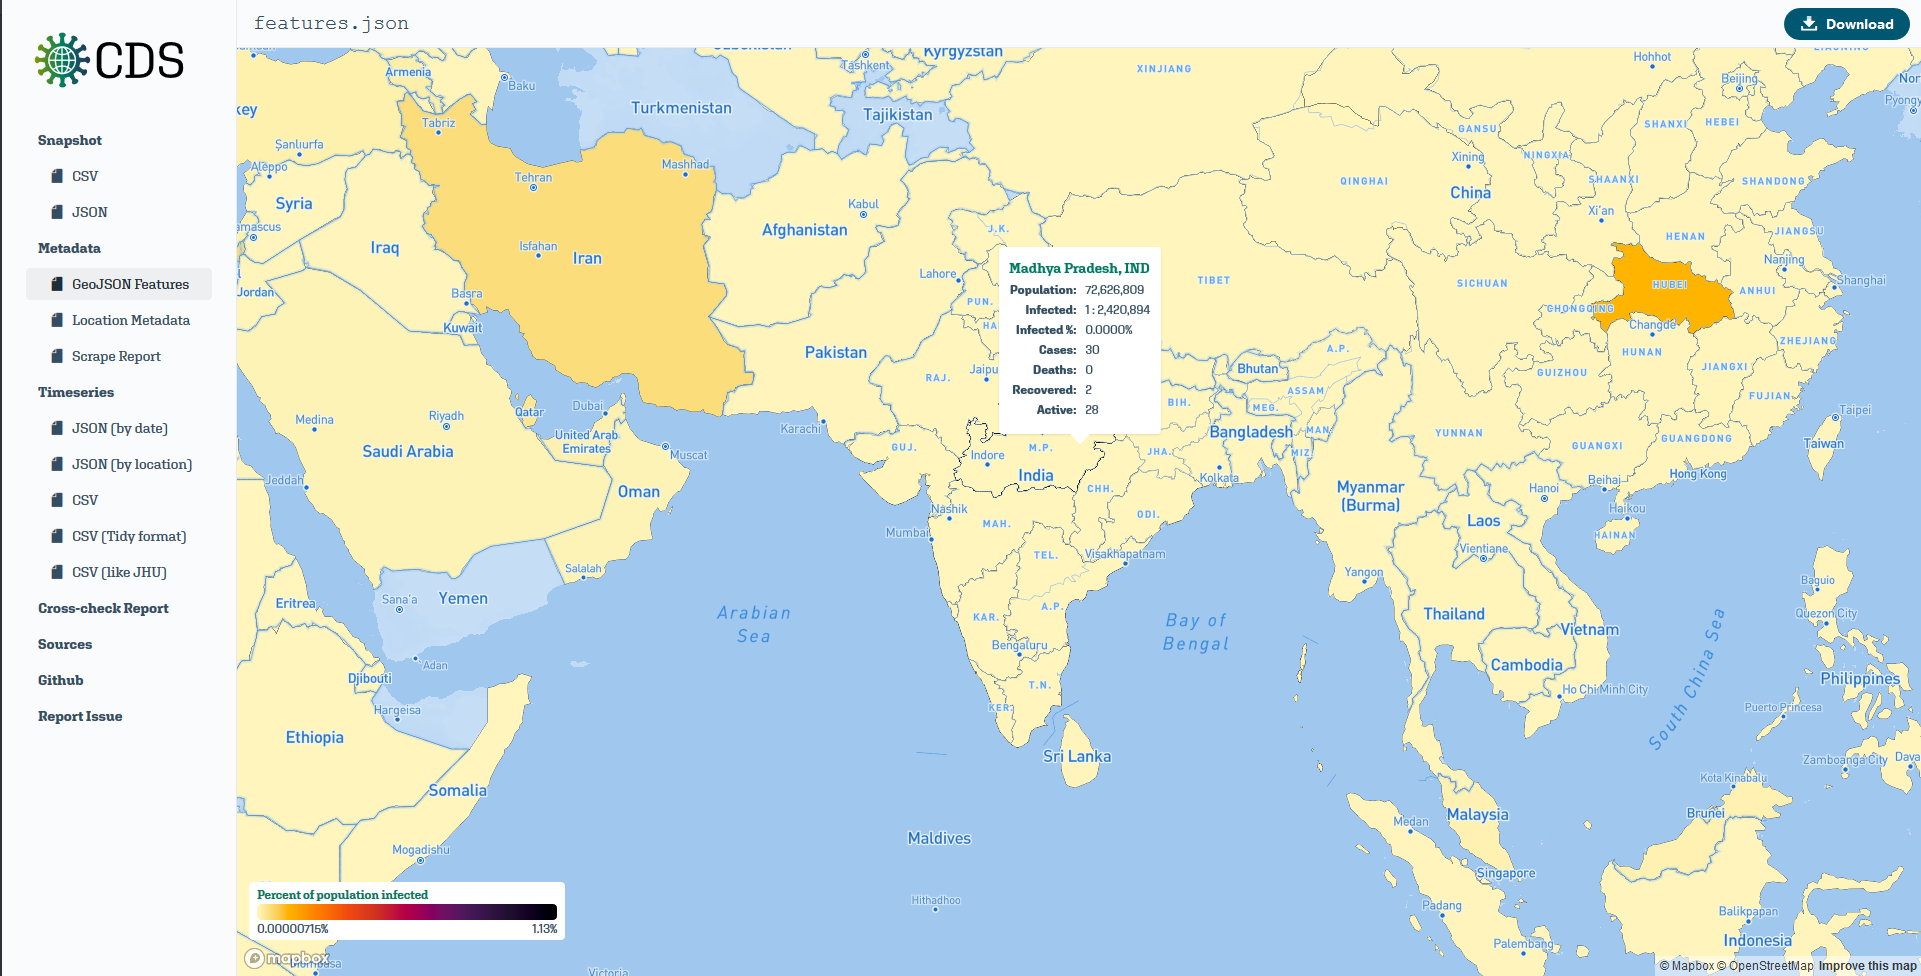 features.json
Download
CDS
Snapshot
CSV
JSON
Metadata
GeoJSON Features
Location Metadata
Scrape Report
Timeseries
JSON (by date)
JSON (by location)
CSV
CSV (Tidy format)
CSV (like JHU)
Cross-check Report
Sources
Github
Report Issue
Kyrgyzstan
XINJIANG
Hohhot
Tashkent
Armenia
Baku
Beijing
Turkmenistan
Tajikistan
Tabriz
GANSU
SHANXI
HEBEI
Şanlıurfa
Aleppo
Mashhad
Xining
NINGXIA
Tehran
QINGHAI
China
SHAANXI
SHANDONG
Syria
Kabul
Xi'an
Afghanistan
J.K.
HENAN
JIANGSU
Iraq
Isfahan
Iran
Nanjing
Lahore
TIBET
SICHUAN
HUBEI
ANHUI
Shanghai
Jordan
Basra
PUN.
CHONGQING
Kuwait
Changde
Madhya Pradesh, IND
Population: 72,626,809
Infected: 1 : 2,420,894
Infected %: 0.0000%
Cases: 30
Deaths: 0
Recovered: 2
Active: 28
Pakistan
A.P.
HUNAN
ZHEJIANG
RAJ.
Bhutan
ASSAM
GUIZHOU
JIANGXI
Medina
Riyadh
Qatar
Dubai
BIH.
MEG.
FUJIAN
Taipei
Karachi
United Arab
Emirates
Muscat
Saudi Arabia
GUJ.
Indore
M.P.
India
JHA.
Bangladesh
MAN.
MIZ.
YUNNAN
GUANGXI
GUANGDONG
Taiwan
Jeddah
Oman
CHH.
Kolkata
Myanmar
(Burma)
Hanoi
Beihai
Hong Kong
Nashik
Mumbai
MAH.
ODI.
Laos
Haikou
HAINAN
TEL.
Visakhapatnam
Vientiane
Salalah
Yangon
Baguio
Sana'a
Yemen
Eritrea
Arabian
Sea
KAR.
A.P.
Bay of
Bengal
Thailand
Vietnam
Quezon City
Bengaluru
Adan
Djibouti
Cambodia
T.N.
Ho Chi Minh City
South China Sea
Philippines
Hargeisa
KER.
Puerto Princesa
Ethiopia
Sri Lanka
Zamboanga City
Somalia
Kota Kinabalu
Malaysia
Brunei
Medan
Maldives
Mogadishu
Singapore
Hithadhoo
Padang
Balikpapan
Palembang
Indonesia
Victoria
Percent of population infected
0.00000715%
1.13%
mapbox
Mombasa
© Mapbox © OpenStreetMap Improve this map